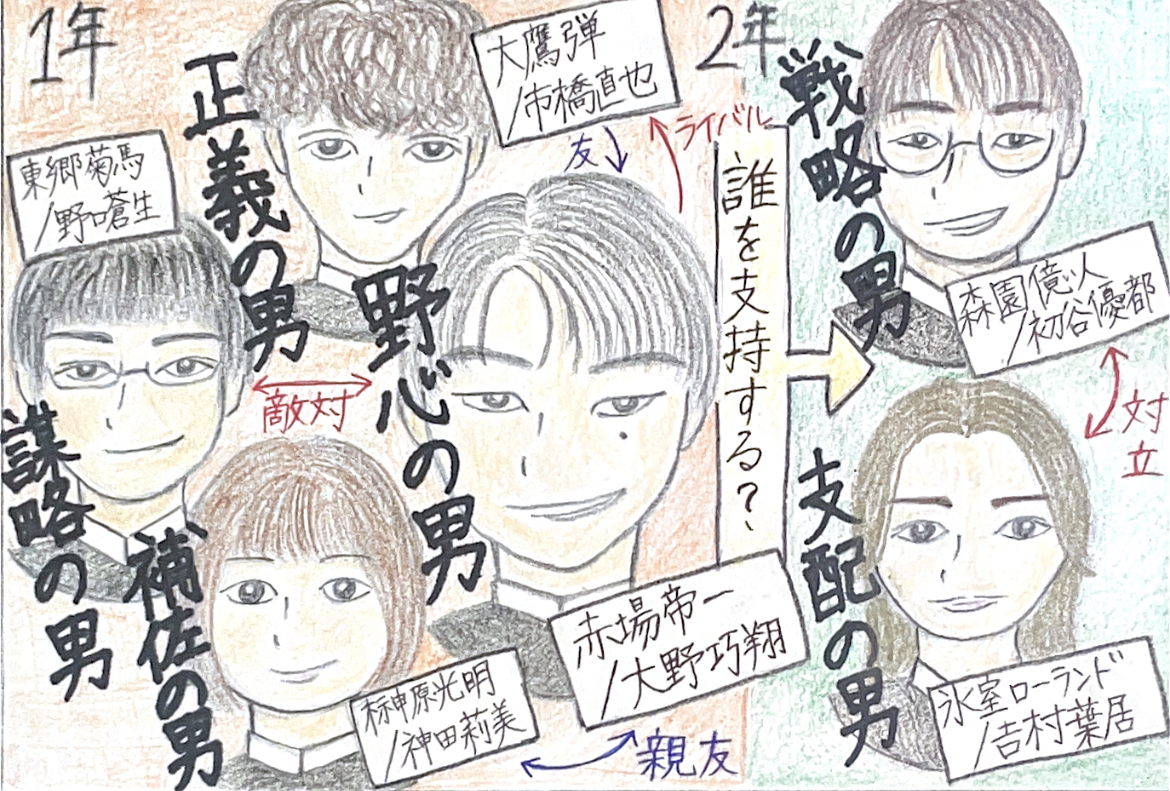 1年
2年
大鷹弾
/市橋直也
正義の男
東郷菊馬
/野口蒼生
謀略の男
友
ライバル
野心の男
敵対
誰を支持する?
戦略の男
森園億人
/初谷優都
対立
支配の男
氷室ローランド
/吉村葉居
赤場帝一
/大野巧翔
補佐の男
榊原光明
/神田莉美
親友